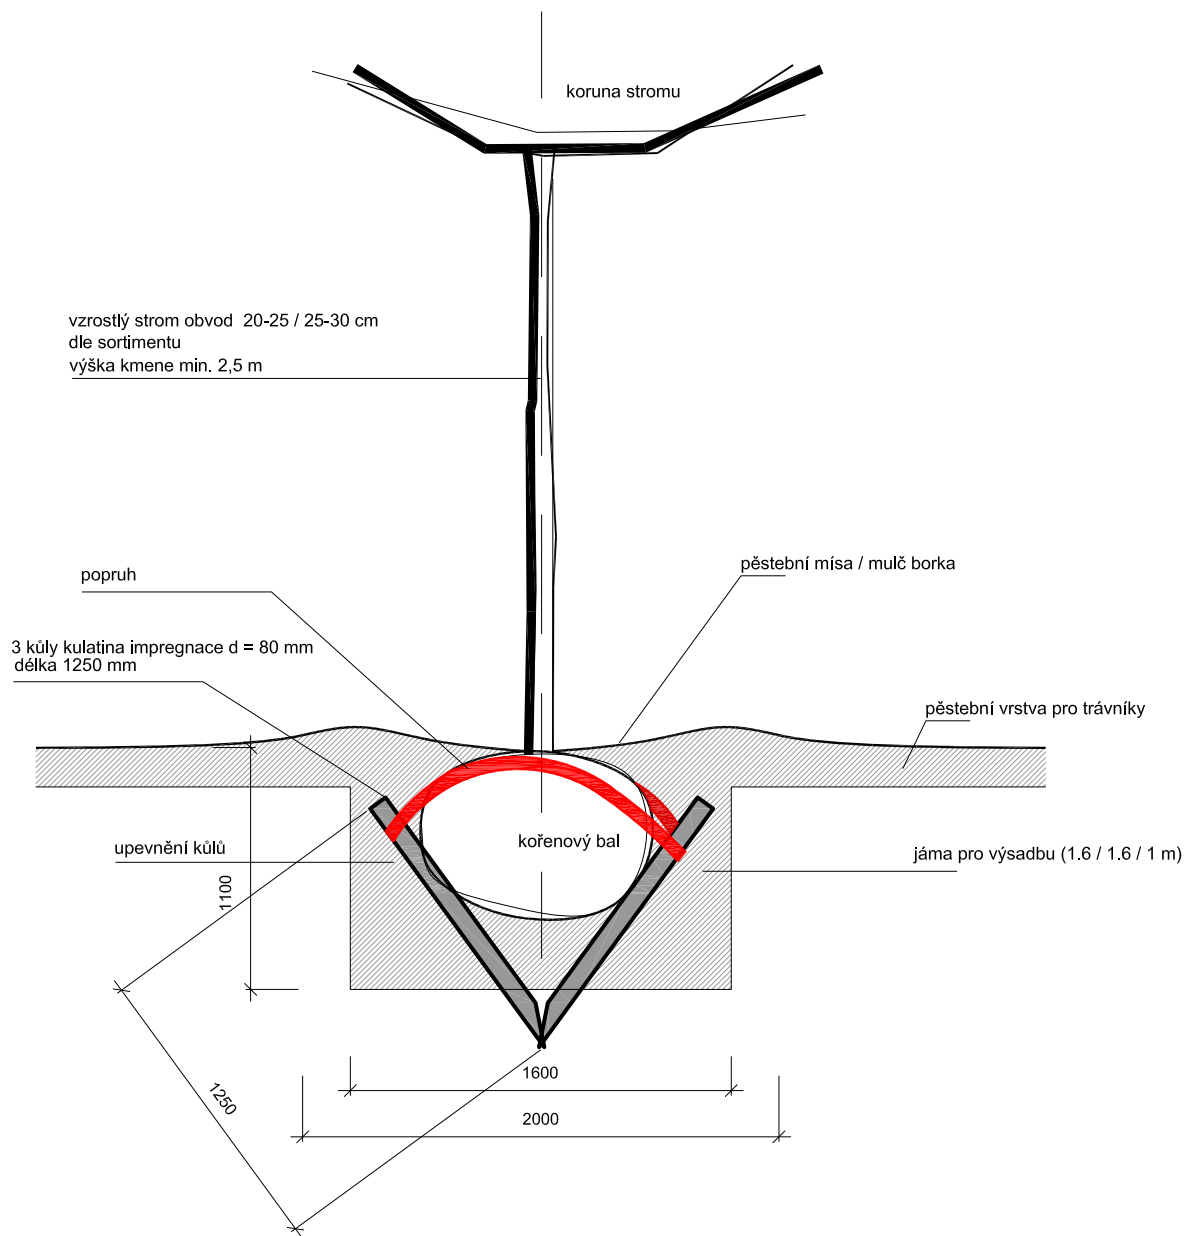 koruna stromu
vzrostlý strom obvod 20-25 / 25-30 cm
dle sortimentu
výška kmene min. 2,5 m
pěstební mísa / mulč borka
popruh
3 kůly kulatina impregnace d = 80 mm
délka 1250 mm
pěstební vrstva pro trávníky
kořenový bal
upevnění kůlů
jáma pro výsadbu (1.6 / 1.6 / 1 m)
1100
1250
1600
2000